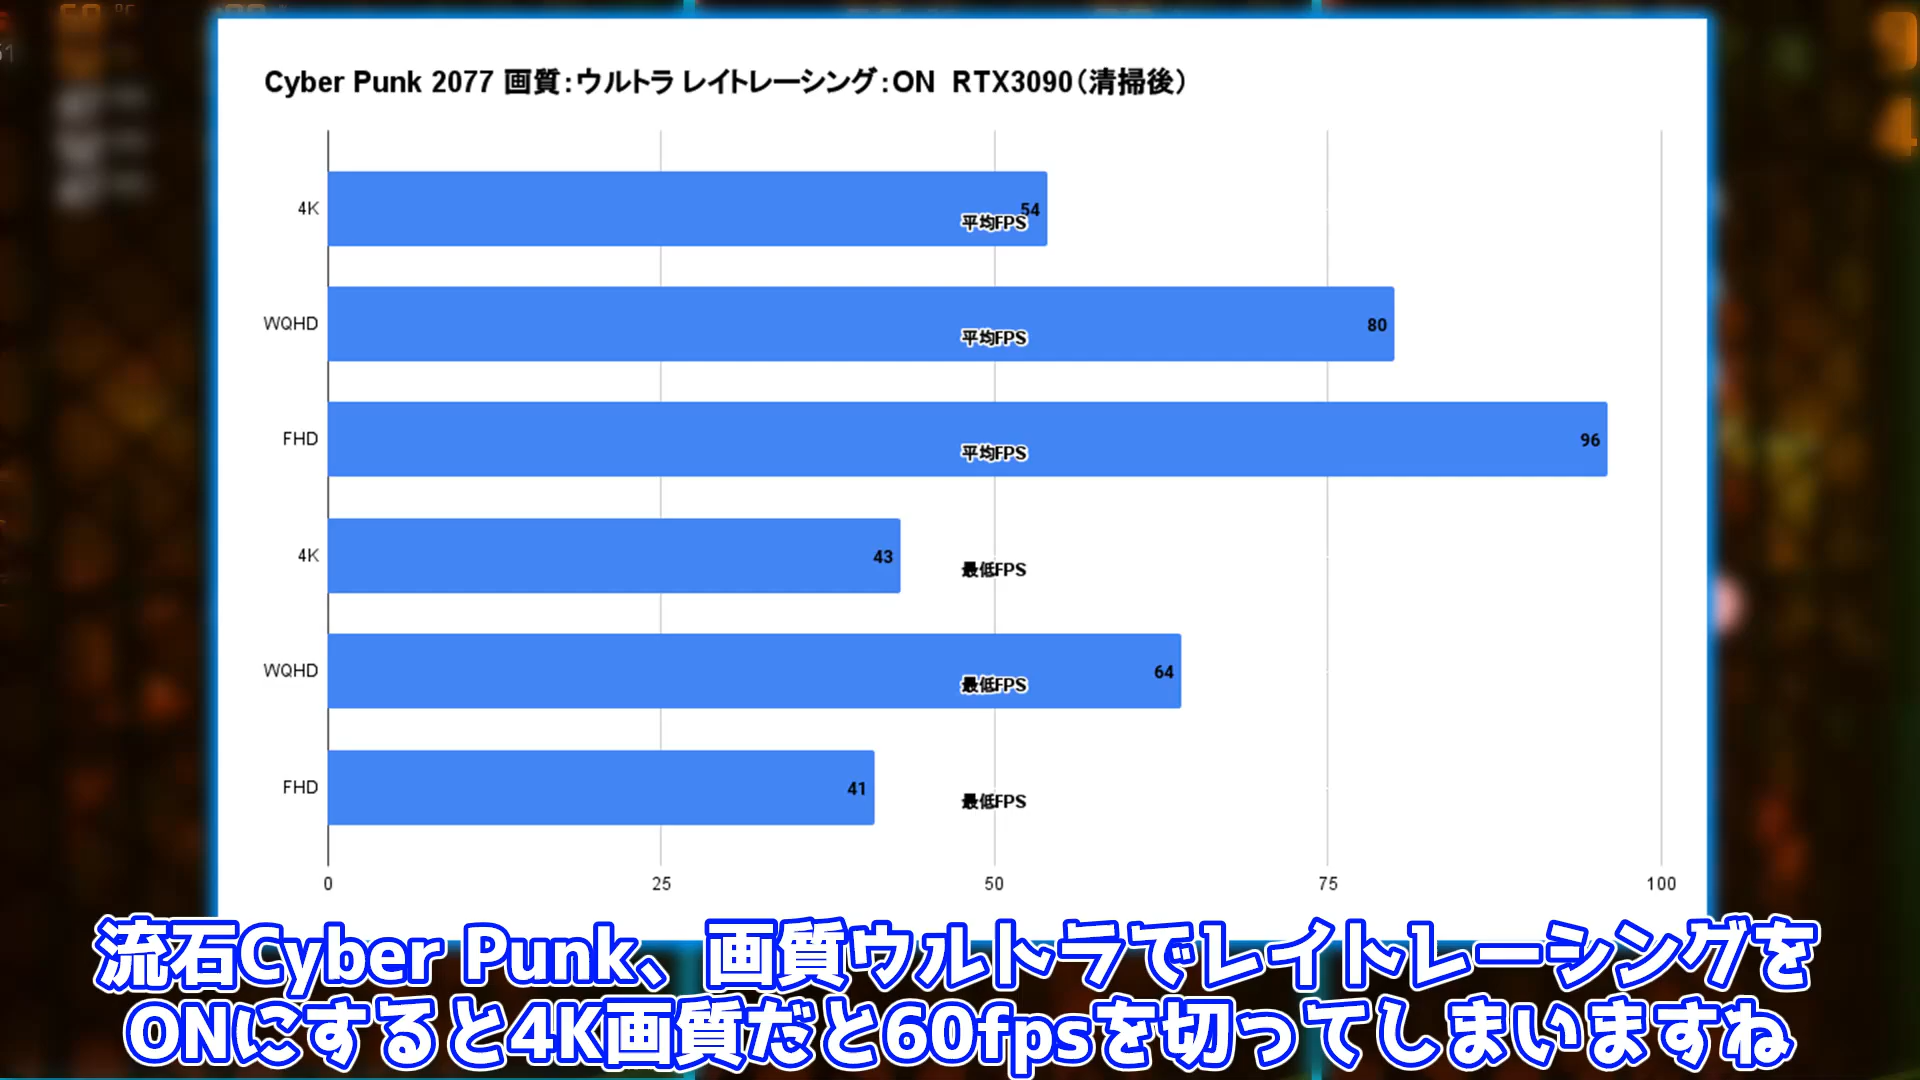 Cyber Punk 2077 画質：ウルトラ レイトレーシング：ON RTX3090（清掃後）
4K 54 平均FPS
WQHD 80 平均FPS
FHD 96 平均FPS
4K 43 最低FPS
WQHD 64 最低FPS
FHD 41 最低FPS
0 25 50 75 100
流石Cyber Punk、画質ウルトラでレイトレーシングを
ONにすると4K画質だと60fpsを切ってしまいますね